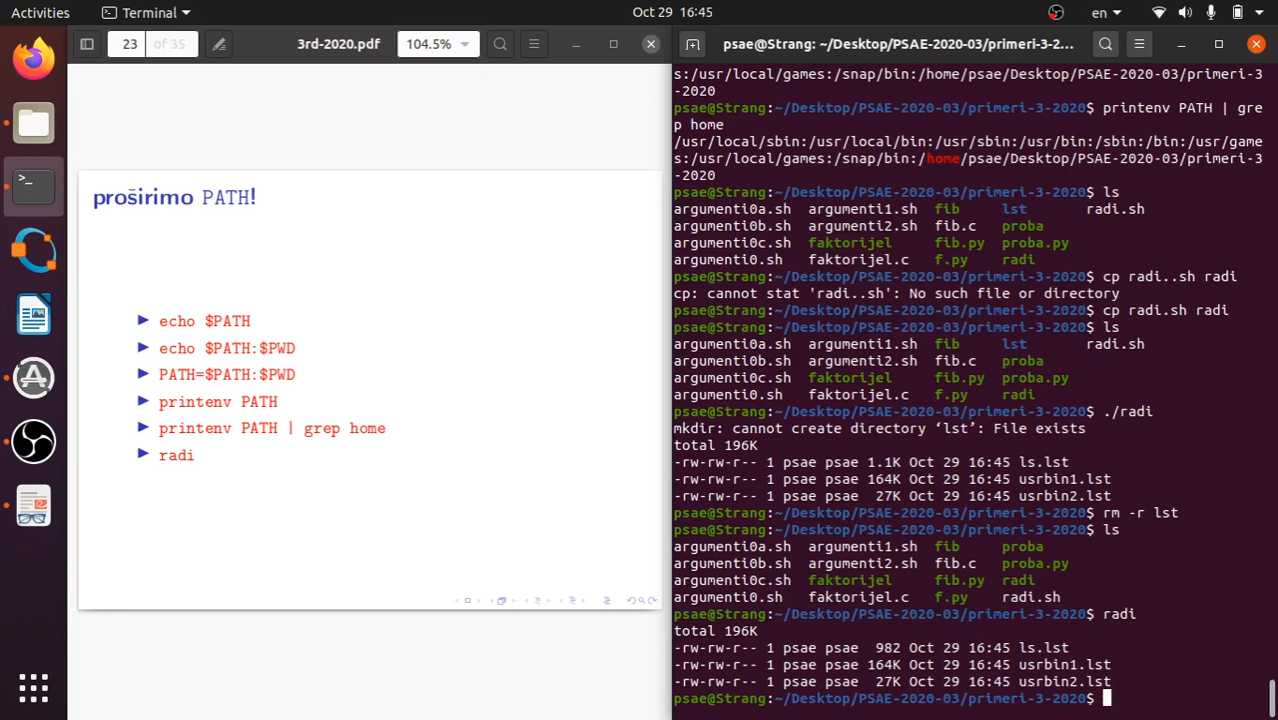 Activities
Terminal
Oct 29 16:45
en
23
of 35
3rd-2020.pdf
104.5%
proširimo PATH!
echo $PATH
echo $PATH:$PWD
PATH=$PATH:$PWD
printenv PATH
printenv PATH | grep home
radi
psae@Strang: ~/Desktop/PSAE-2020-03/primeri-3-2...
s:/usr/local/games:/snap/bin:/home/psae/Desktop/PSAE-2020-03/primeri-3
-2020
psae@Strang:~/Desktop/PSAE-2020-03/primeri-3-2020$ printenv PATH | gre
p home
/usr/local/sbin:/usr/local/bin:/usr/sbin:/usr/bin:/sbin:/bin:/usr/game
s:/usr/local/games:/snap/bin:/home/psae/Desktop/PSAE-2020-03/primeri-3
-2020
psae@Strang:~/Desktop/PSAE-2020-03/primeri-3-2020$ ls
argumenti0a.sh argumenti1.sh fib lst radi.sh
argumenti0b.sh argumenti2.sh fib.c proba
argumenti0c.sh faktorijel fib.py proba.py
argumenti0.sh faktorijel.c f.py radi
psae@Strang:~/Desktop/PSAE-2020-03/primeri-3-2020$ cp radi..sh radi
cp: cannot stat 'radi..sh': No such file or directory
psae@Strang:~/Desktop/PSAE-2020-03/primeri-3-2020$ cp radi.sh radi
psae@Strang:~/Desktop/PSAE-2020-03/primeri-3-2020$ ls
argumenti0a.sh argumenti1.sh fib lst radi.sh
argumenti0b.sh argumenti2.sh fib.c proba
argumenti0c.sh faktorijel fib.py proba.py
argumenti0.sh faktorijel.c f.py radi
psae@Strang:~/Desktop/PSAE-2020-03/primeri-3-2020$ ./radi
mkdir: cannot create directory ‘lst’: File exists
total 196K
-rw-rw-r-- 1 psae psae 1.1K Oct 29 16:45 ls.lst
-rw-rw-r-- 1 psae psae 164K Oct 29 16:45 usrbin1.lst
-rw-rw-r-- 1 psae psae 27K Oct 29 16:45 usrbin2.lst
psae@Strang:~/Desktop/PSAE-2020-03/primeri-3-2020$ rm -r lst
psae@Strang:~/Desktop/PSAE-2020-03/primeri-3-2020$ ls
argumenti0a.sh argumenti1.sh fib proba
argumenti0b.sh argumenti2.sh fib.c proba.py
argumenti0c.sh faktorijel fib.py radi
argumenti0.sh faktorijel.c f.py radi.sh
psae@Strang:~/Desktop/PSAE-2020-03/primeri-3-2020$ radi
total 196K
-rw-rw-r-- 1 psae psae 982 Oct 29 16:45 ls.lst
-rw-rw-r-- 1 psae psae 164K Oct 29 16:45 usrbin1.lst
-rw-rw-r-- 1 psae psae 27K Oct 29 16:45 usrbin2.lst
psae@Strang:~/Desktop/PSAE-2020-03/primeri-3-2020$